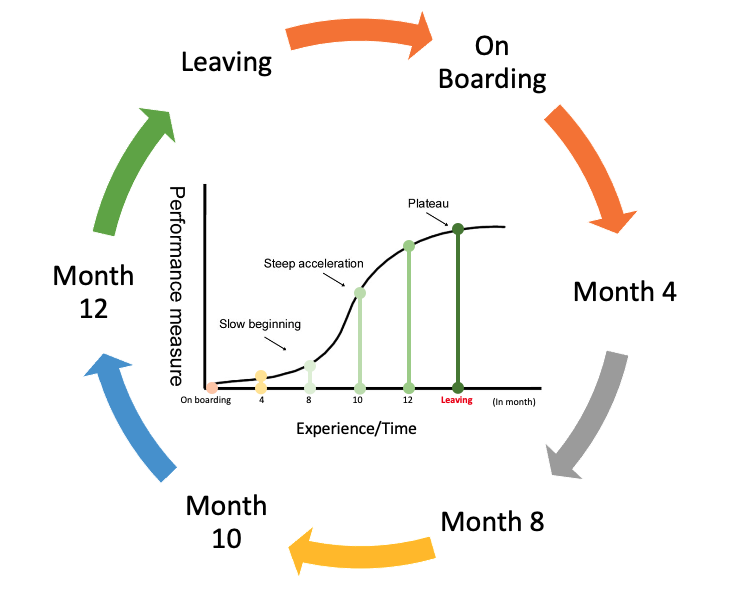 Leaving
On
Boarding
Month 4
Month 8
Month
10
Month
12
Performance measure
Plateau
Steep acceleration
Slow beginning
On boarding
4
8
10
12
Leaving
(In month)
Experience/Time